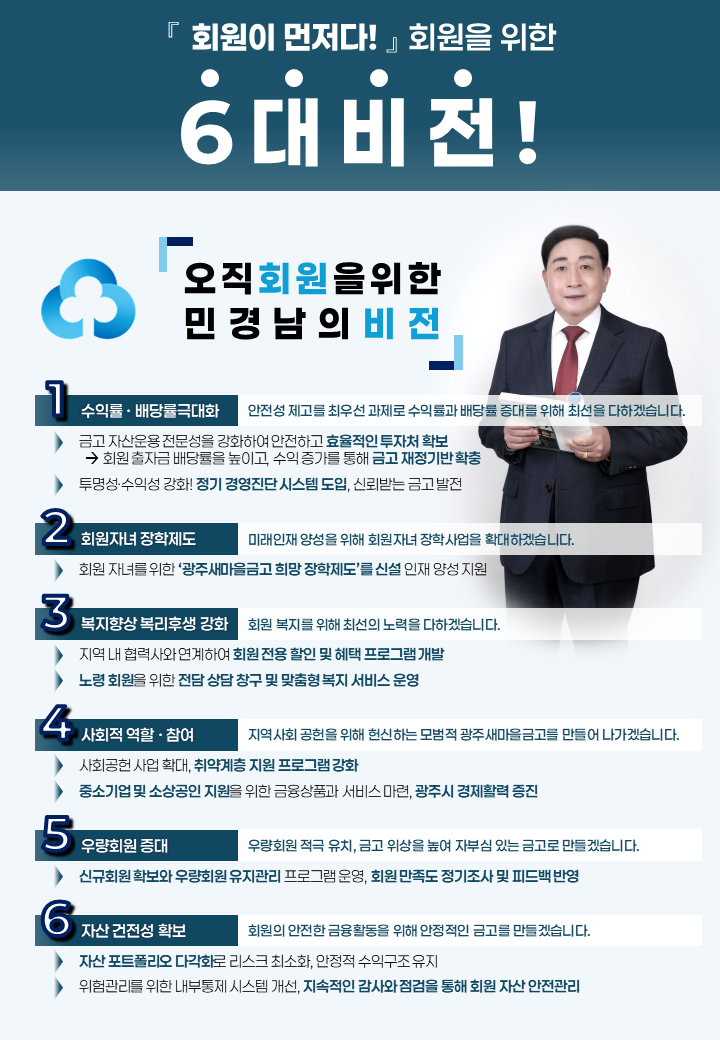 『 회원이 먼저다! 』 회원을 위한
6대비전!
오직회원을위한
민경남의비전
1 수익률 · 배당률극대화 안전성 제고를 최우선 과제로 수익률과 배당률 증대를 위해 최선을 다하겠습니다.
금고 자산운용 전문성을 강화하여 안전하고 효율적인 투자처 확보
→ 회원 출자금 배당률을 높이고, 수익 증가를 통해 금고 재정기반 확충
투명성·수익성 강화! 정기 경영진단 시스템 도입, 신뢰받는 금고 발전
2 회원자녀 장학제도 미래인재 양성을 위해 회원자녀 장학사업을 확대하겠습니다.
회원 자녀를 위한 ‘광주새마을금고 희망 장학제도’를 신설 인재 양성 지원
3 복지향상 복리후생 강화 회원 복지를 위해 최선의 노력을 다하겠습니다.
지역 내 협력사와 연계하여 회원 전용 할인 및 혜택 프로그램 개발
노령 회원을 위한 전담 상담 창구 및 맞춤형 복지 서비스 운영
4 사회적 역할 · 참여 지역사회 공헌을 위해 헌신하는 모범적 광주새마을금고를 만들어 나가겠습니다.
사회공헌 사업 확대, 취약계층 지원 프로그램 강화
중소기업 및 소상공인 지원을 위한 금융상품과 서비스 마련, 광주시 경제활력 증진
5 우량회원 증대 우량회원 적극 유치, 금고 위상을 높여 자부심 있는 금고로 만들겠습니다.
신규회원 확보와 우량회원 유지관리 프로그램 운영, 회원 만족도 정기조사 및 피드백 반영
6 자산 건전성 확보 회원의 안전한 금융활동을 위해 안정적인 금고를 만들겠습니다.
자산 포트폴리오 다각화로 리스크 최소화, 안정적 수익구조 유지
위험관리를 위한 내부통제 시스템 개선, 지속적인 감사와 점검을 통해 회원 자산 안전관리